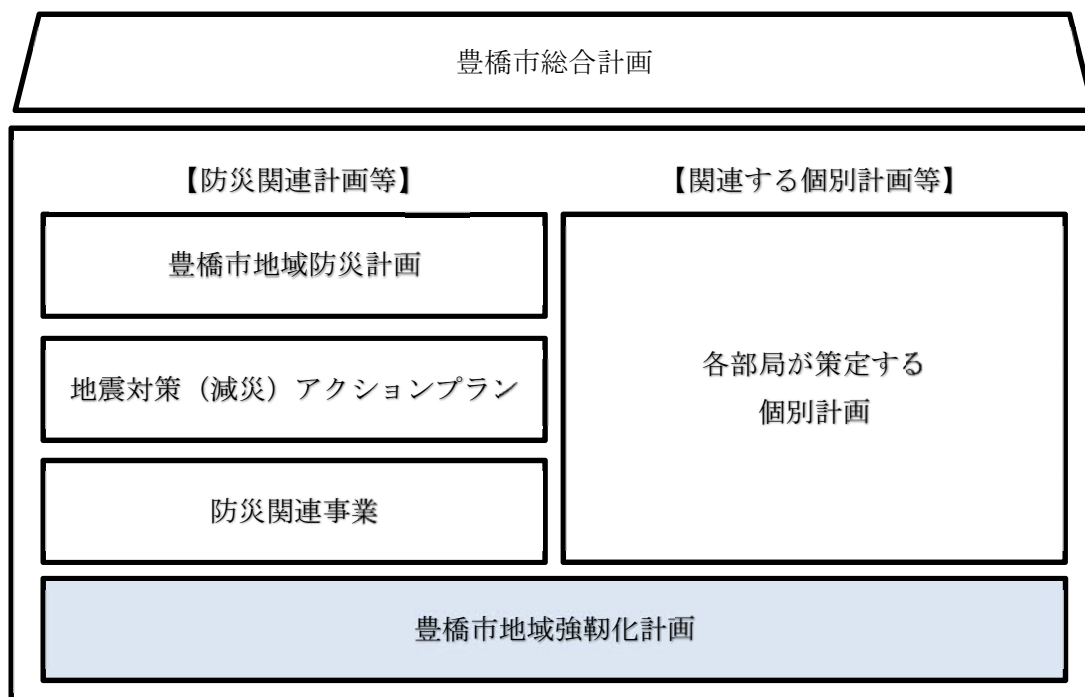 豊橋市総合計画
【防災関連計画等】
豊橋市地域防災計画
地震対策（減災）アクションプラン
防災関連事業
【関連する個別計画等】
各部局が策定する
個別計画
豊橋市地域強靭化計画